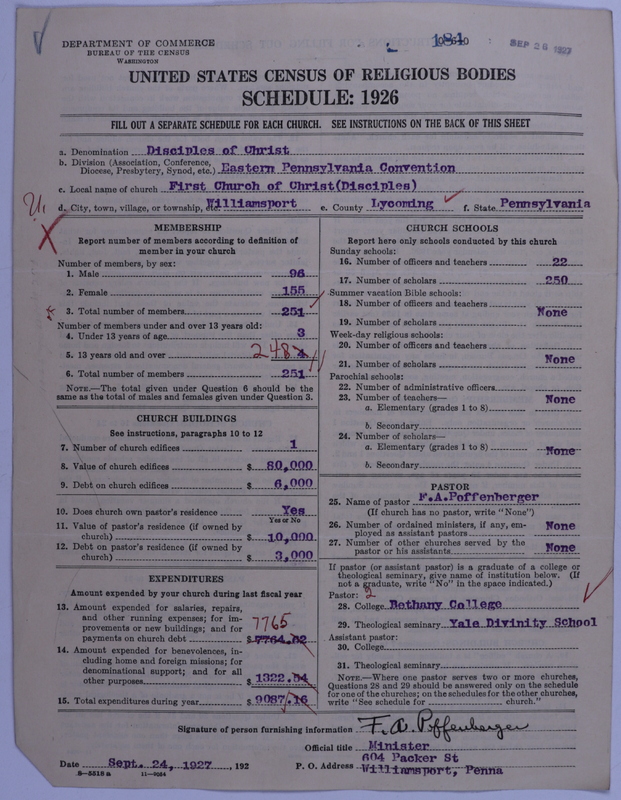 DEPARTMENT OF COMMERCE
BUREAU OF THE CENSUS
WASHINGTON
181
SEP 26 1927
UNITED STATES CENSUS OF RELIGIOUS BODIES
SCHEDULE: 1926
FILL OUT A SEPARATE SCHEDULE FOR EACH CHURCH. SEE INSTRUCTIONS ON THE BACK OF THIS SHEET
a. Denomination Disciples of Christ
b. Division (Association, Conference, Diocese, Presbytery, Synod, etc.) Eastern Pennsylvania Convention
c. Local name of church First Church of Christ(Disciples)
d. City, town, village, or township, etc. Williamsport e. County Lycoming f. State Pennsylvania
MEMBERSHIP
Report number of members according to definition of
member in your church
Number of members, by sex:
1. Male 96
2. Female 155
3. Total number of members 251
Number of members under and over 13 years old:
4. Under 13 years of age 3
5. 13 years old and over 248
6. Total number of members 251
NOTE.—The total given under Question 6 should be the
same as the total of males and females given under Question 3.
CHURCH BUILDINGS
See instructions, paragraphs 10 to 12
7. Number of church edifices 1
8. Value of church edifices $ 80,000
9. Debt on church edifices $ 6,000
10. Does church own pastor's residence Yes
Yes or No
11. Value of pastor's residence (if owned by
church) $ 10,000
12. Debt on pastor's residence (if owned by
church) $ 3,000
EXPENDITURES
Amount expended by your church during last fiscal year
13. Amount expended for salaries, repairs,
and other running expenses; for im-
provements or new buildings; and for
payments on church debt $ 7764.62
7765
14. Amount expended for benevolences, in-
cluding home and foreign missions; for
denominational support; and for all
other purposes $ 1322.54
15. Total expenditures during year $ 9087.16
CHURCH SCHOOLS
Report here only schools conducted by this church
Sunday schools:
16. Number of officers and teachers 22
17. Number of scholars 250
Summer vacation Bible schools:
18. Number of officers and teachers None
19. Number of scholars
Week-day religious schools:
20. Number of officers and teachers
21. Number of scholars None
Parochial schools:
22. Number of administrative officers
23. Number of teachers— None
a. Elementary (grades 1 to 8)
b. Secondary
24. Number of scholars—
a. Elementary (grades 1 to 8) None
b. Secondary
PASTOR
25. Name of pastor F.A.Poffenberger
(If church has no pastor, write "None")
26. Number of ordained ministers, if any, em-
ployed as assistant pastors None
27. Number of other churches served by the
pastor or his assistants None
If pastor (or assistant pastor) is a graduate of a college or
theological seminary, give name of institution below. (If
not a graduate, write "No" in the space indicated.)
Pastor: 2
28. College Bethany College
29. Theological seminary Yale Divinity School
Assistant pastor:
30. College
31. Theological seminary
NOTE.—Where one pastor serves two or more churches,
Questions 28 and 29 should be answered only on the schedule
for one of the churches; on the schedules for the other churches,
write "See schedule for church."
Signature of person furnishing information F. A. Poffenberger
Official title Minister
Date Sept. 24, 1927, 192 P. O. Address 604 Packer St
Williamsport, Penna
8—5518 a 11—9054